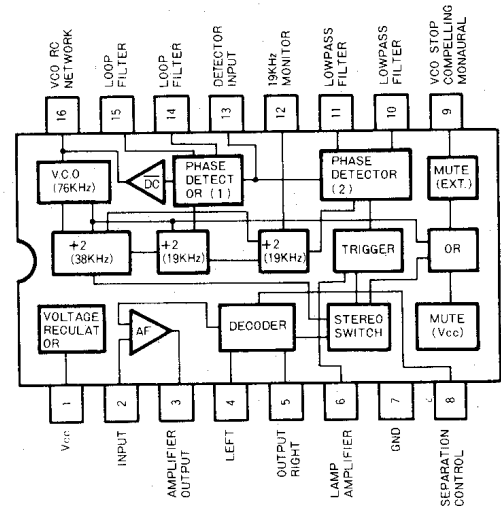 VCO RC
NETWORK
LOOP
FILTER
LOOP
FILTER
DETECTOR
INPUT
19KHz
MONITOR
LOWPASS
FILTER
LOWPASS
FILTER
VCO STOP
COMPELLING
MONAURAL
16
15
14
13
12
11
10
9
V.C.O
(76KHz)
DC
PHASE
DETECT
OR (1)
PHASE
DETECTOR
(2)
MUTE
(EXT.)
+2
(38KHz)
+2
(19KHz)
+2
(19KHz)
TRIGGER
OR
VOLTAGE
RECULAT
OR
AF
DECODER
STEREO
SWITCH
MUTE
(Vcc)
1
2
3
4
5
6
7
8
Vcc
INPUT
AMPLIFIER
OUTPUT
LEFT
OUTPUT
RIGHT
LAMP
AMPLIFIER
GND
SEPARATION
CONTROL